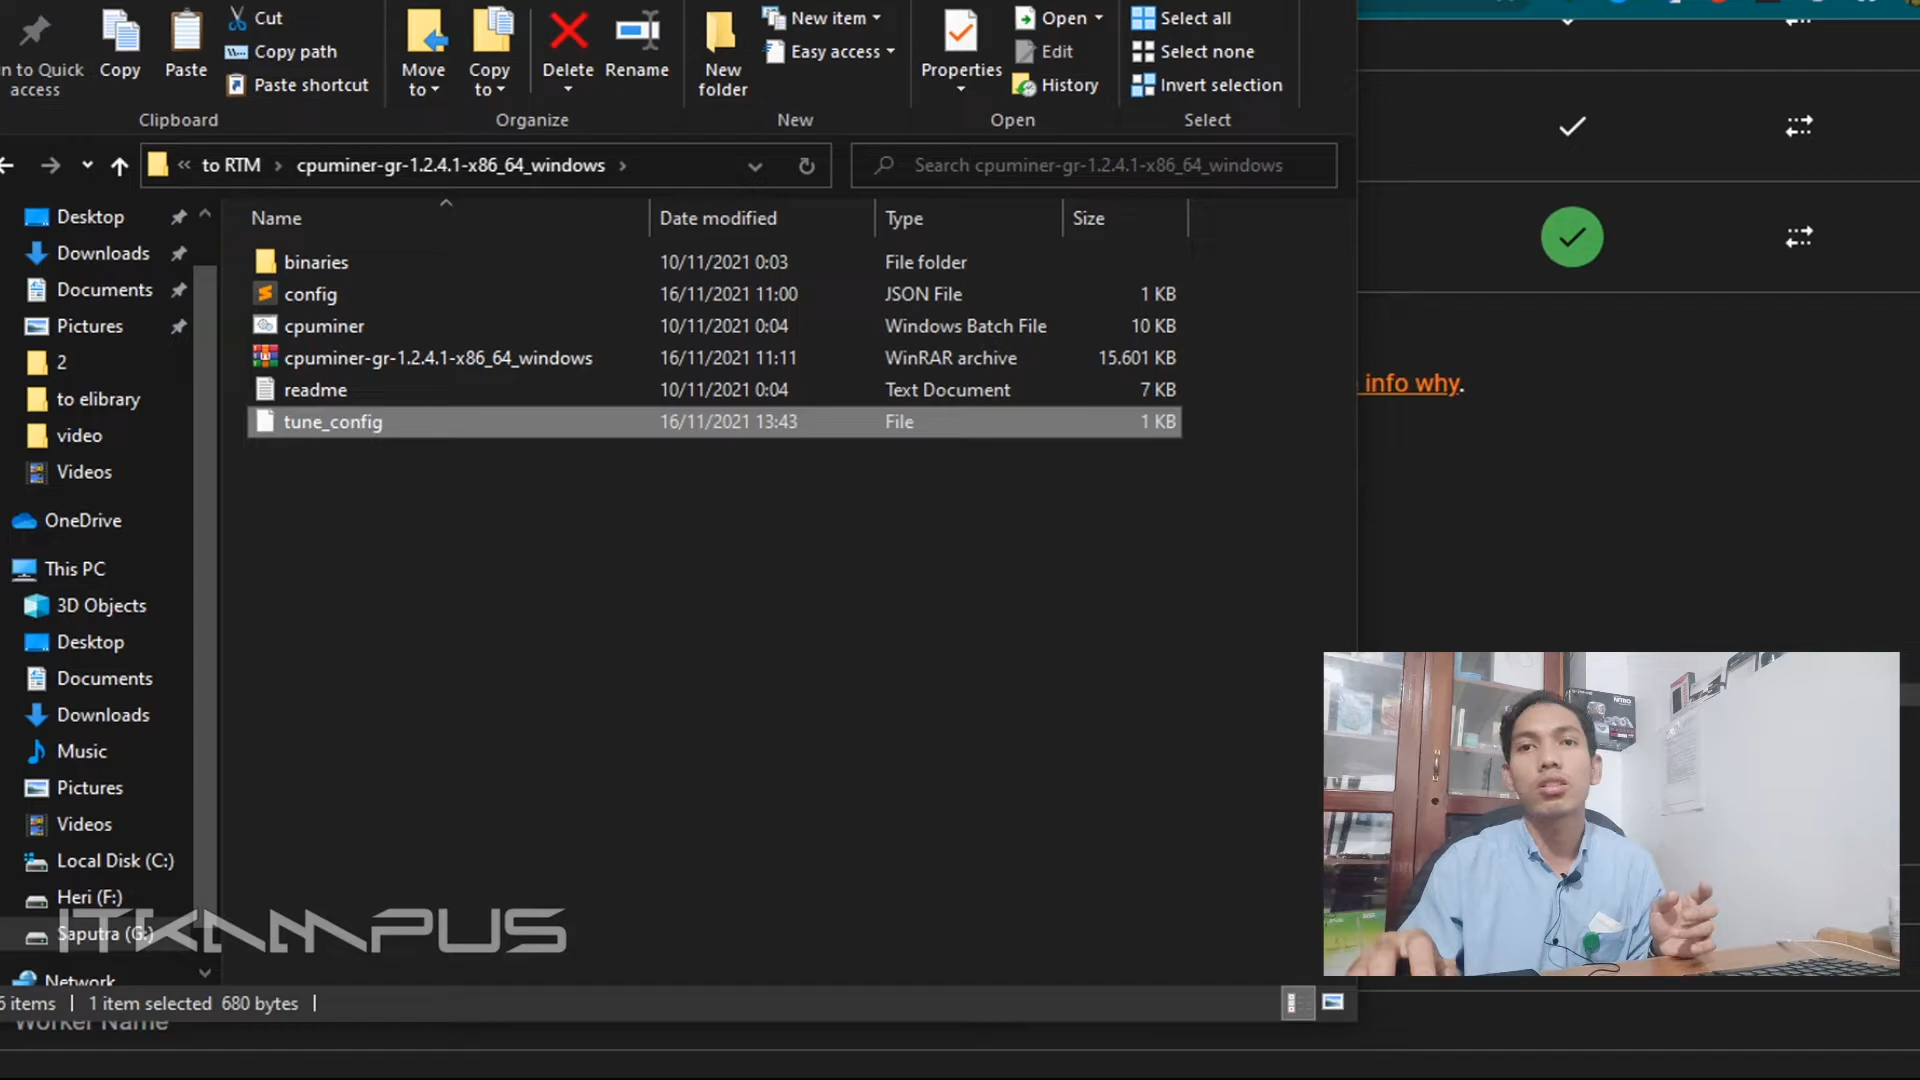 Cut
Copy path
Paste shortcut
in to Quick
access
Copy
Paste
Move
to
Copy
to
Delete
Rename
New
folder
New item
Easy access
Properties
Open
Edit
History
Select all
Select none
Invert selection
Clipboard
Organize
New
Open
Select
« to RTM › cpuminer-gr-1.2.4.1-x86_64_windows ›
Search cpuminer-gr-1.2.4.1-x86_64_windows
Name Date modified Type Size
binaries 10/11/2021 0:03 File folder
config 16/11/2021 11:00 JSON File 1 KB
cpuminer 10/11/2021 0:04 Windows Batch File 10 KB
cpuminer-gr-1.2.4.1-x86_64_windows 16/11/2021 11:11 WinRAR archive 15.601 KB
readme 10/11/2021 0:04 Text Document 7 KB
tune_config 16/11/2021 13:43 File 1 KB
Desktop
Downloads
Documents
Pictures
2
to elibrary
video
Videos
OneDrive
This PC
3D Objects
Desktop
Documents
Downloads
Music
Pictures
Videos
Local Disk (C:)
Heri (F:)
Saputra (G:)
Network
info why.
ITKAMPUS
6 items 1 item selected 680 bytes
Worker Name
NITRO